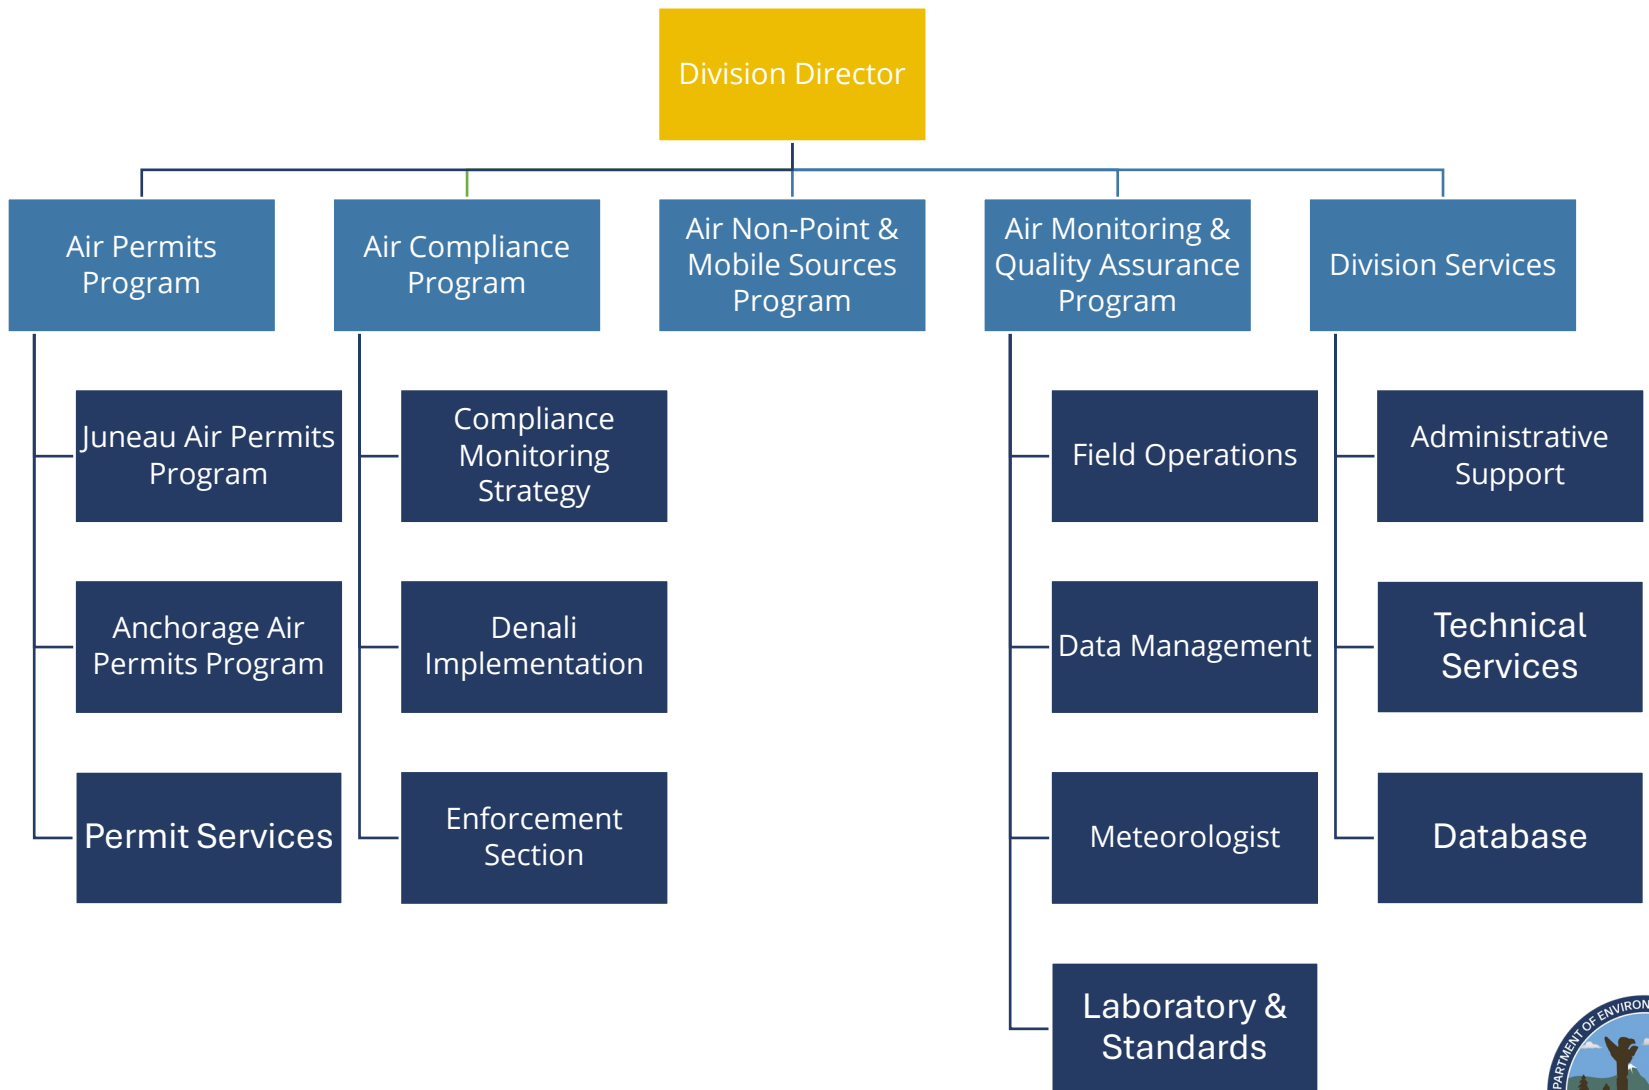 Division Director
Air Permits
Program
Air Compliance
Program
Air Non-Point &
Mobile Sources
Program
Air Monitoring &
Quality Assurance
Program
Division Services
Juneau Air Permits
Program
Compliance
Monitoring
Strategy
Field Operations
Administrative
Support
Anchorage Air
Permits Program
Denali
Implementation
Data Management
Technical
Services
Permit Services
Enforcement
Section
Meteorologist
Database
Laboratory &
Standards
OF